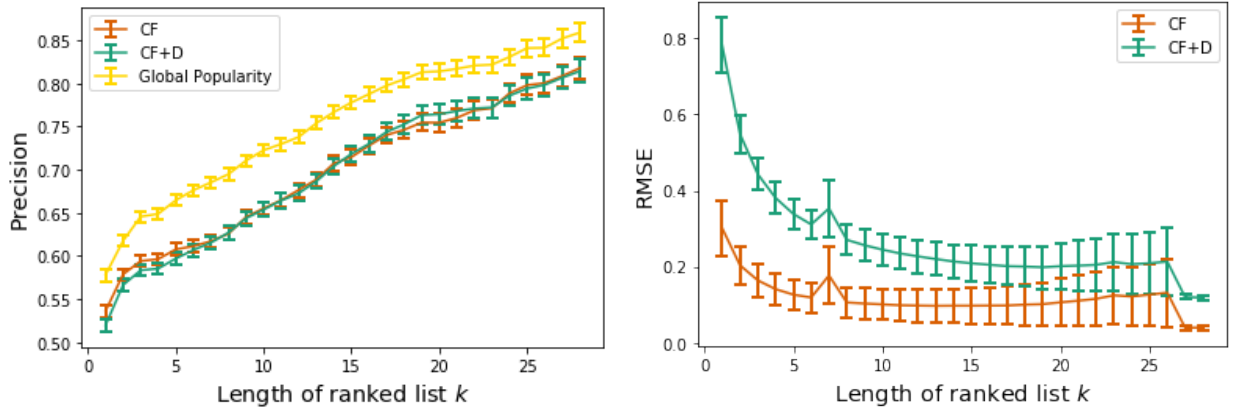 CF
CF+D
Global Popularity
0.85
0.80
0.75
0.70
0.65
0.60
0.55
0.50
Precision
0 5 10 15 20 25
Length of ranked list k
CF
CF+D
0.8
0.6
0.4
0.2
0.0
RMSE
0 5 10 15 20 25
Length of ranked list k